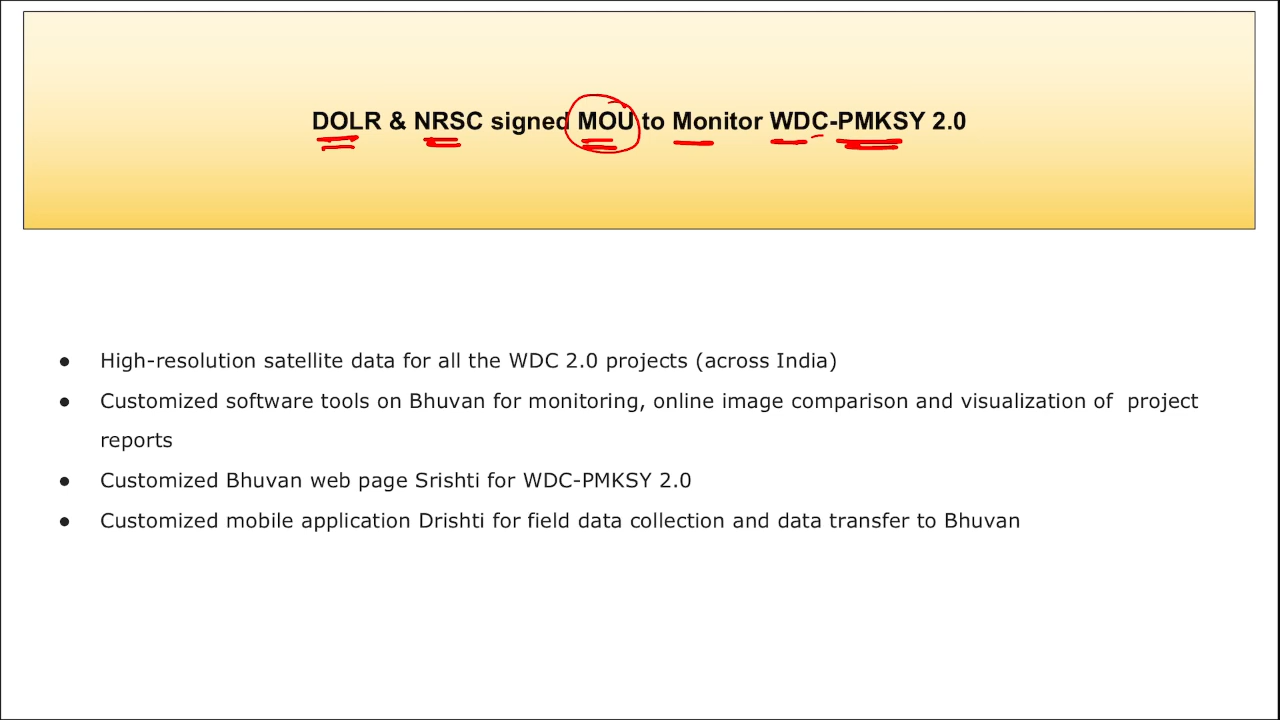 DOLR & NRSC signed MOU to Monitor WDC-PMKSY 2.0
● High-resolution satellite data for all the WDC 2.0 projects (across India)
● Customized software tools on Bhuvan for monitoring, online image comparison and visualization of project
reports
● Customized Bhuvan web page Srishti for WDC-PMKSY 2.0
● Customized mobile application Drishti for field data collection and data transfer to Bhuvan